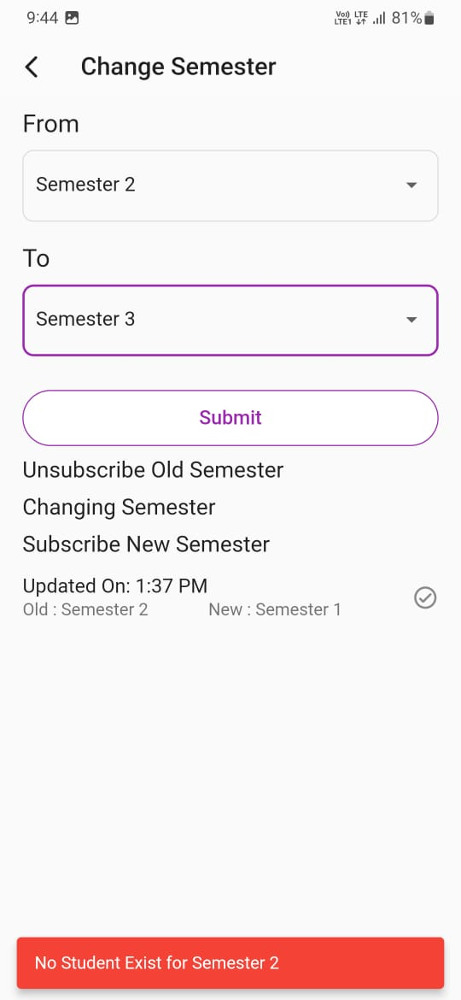 9:44 Vo)) LTE LTE1 81%
Change Semester
From
Semester 2
To
Semester 3
Submit
Unsubscribe Old Semester
Changing Semester
Subscribe New Semester
Updated On: 1:37 PM
Old : Semester 2 New : Semester 1
No Student Exist for Semester 2